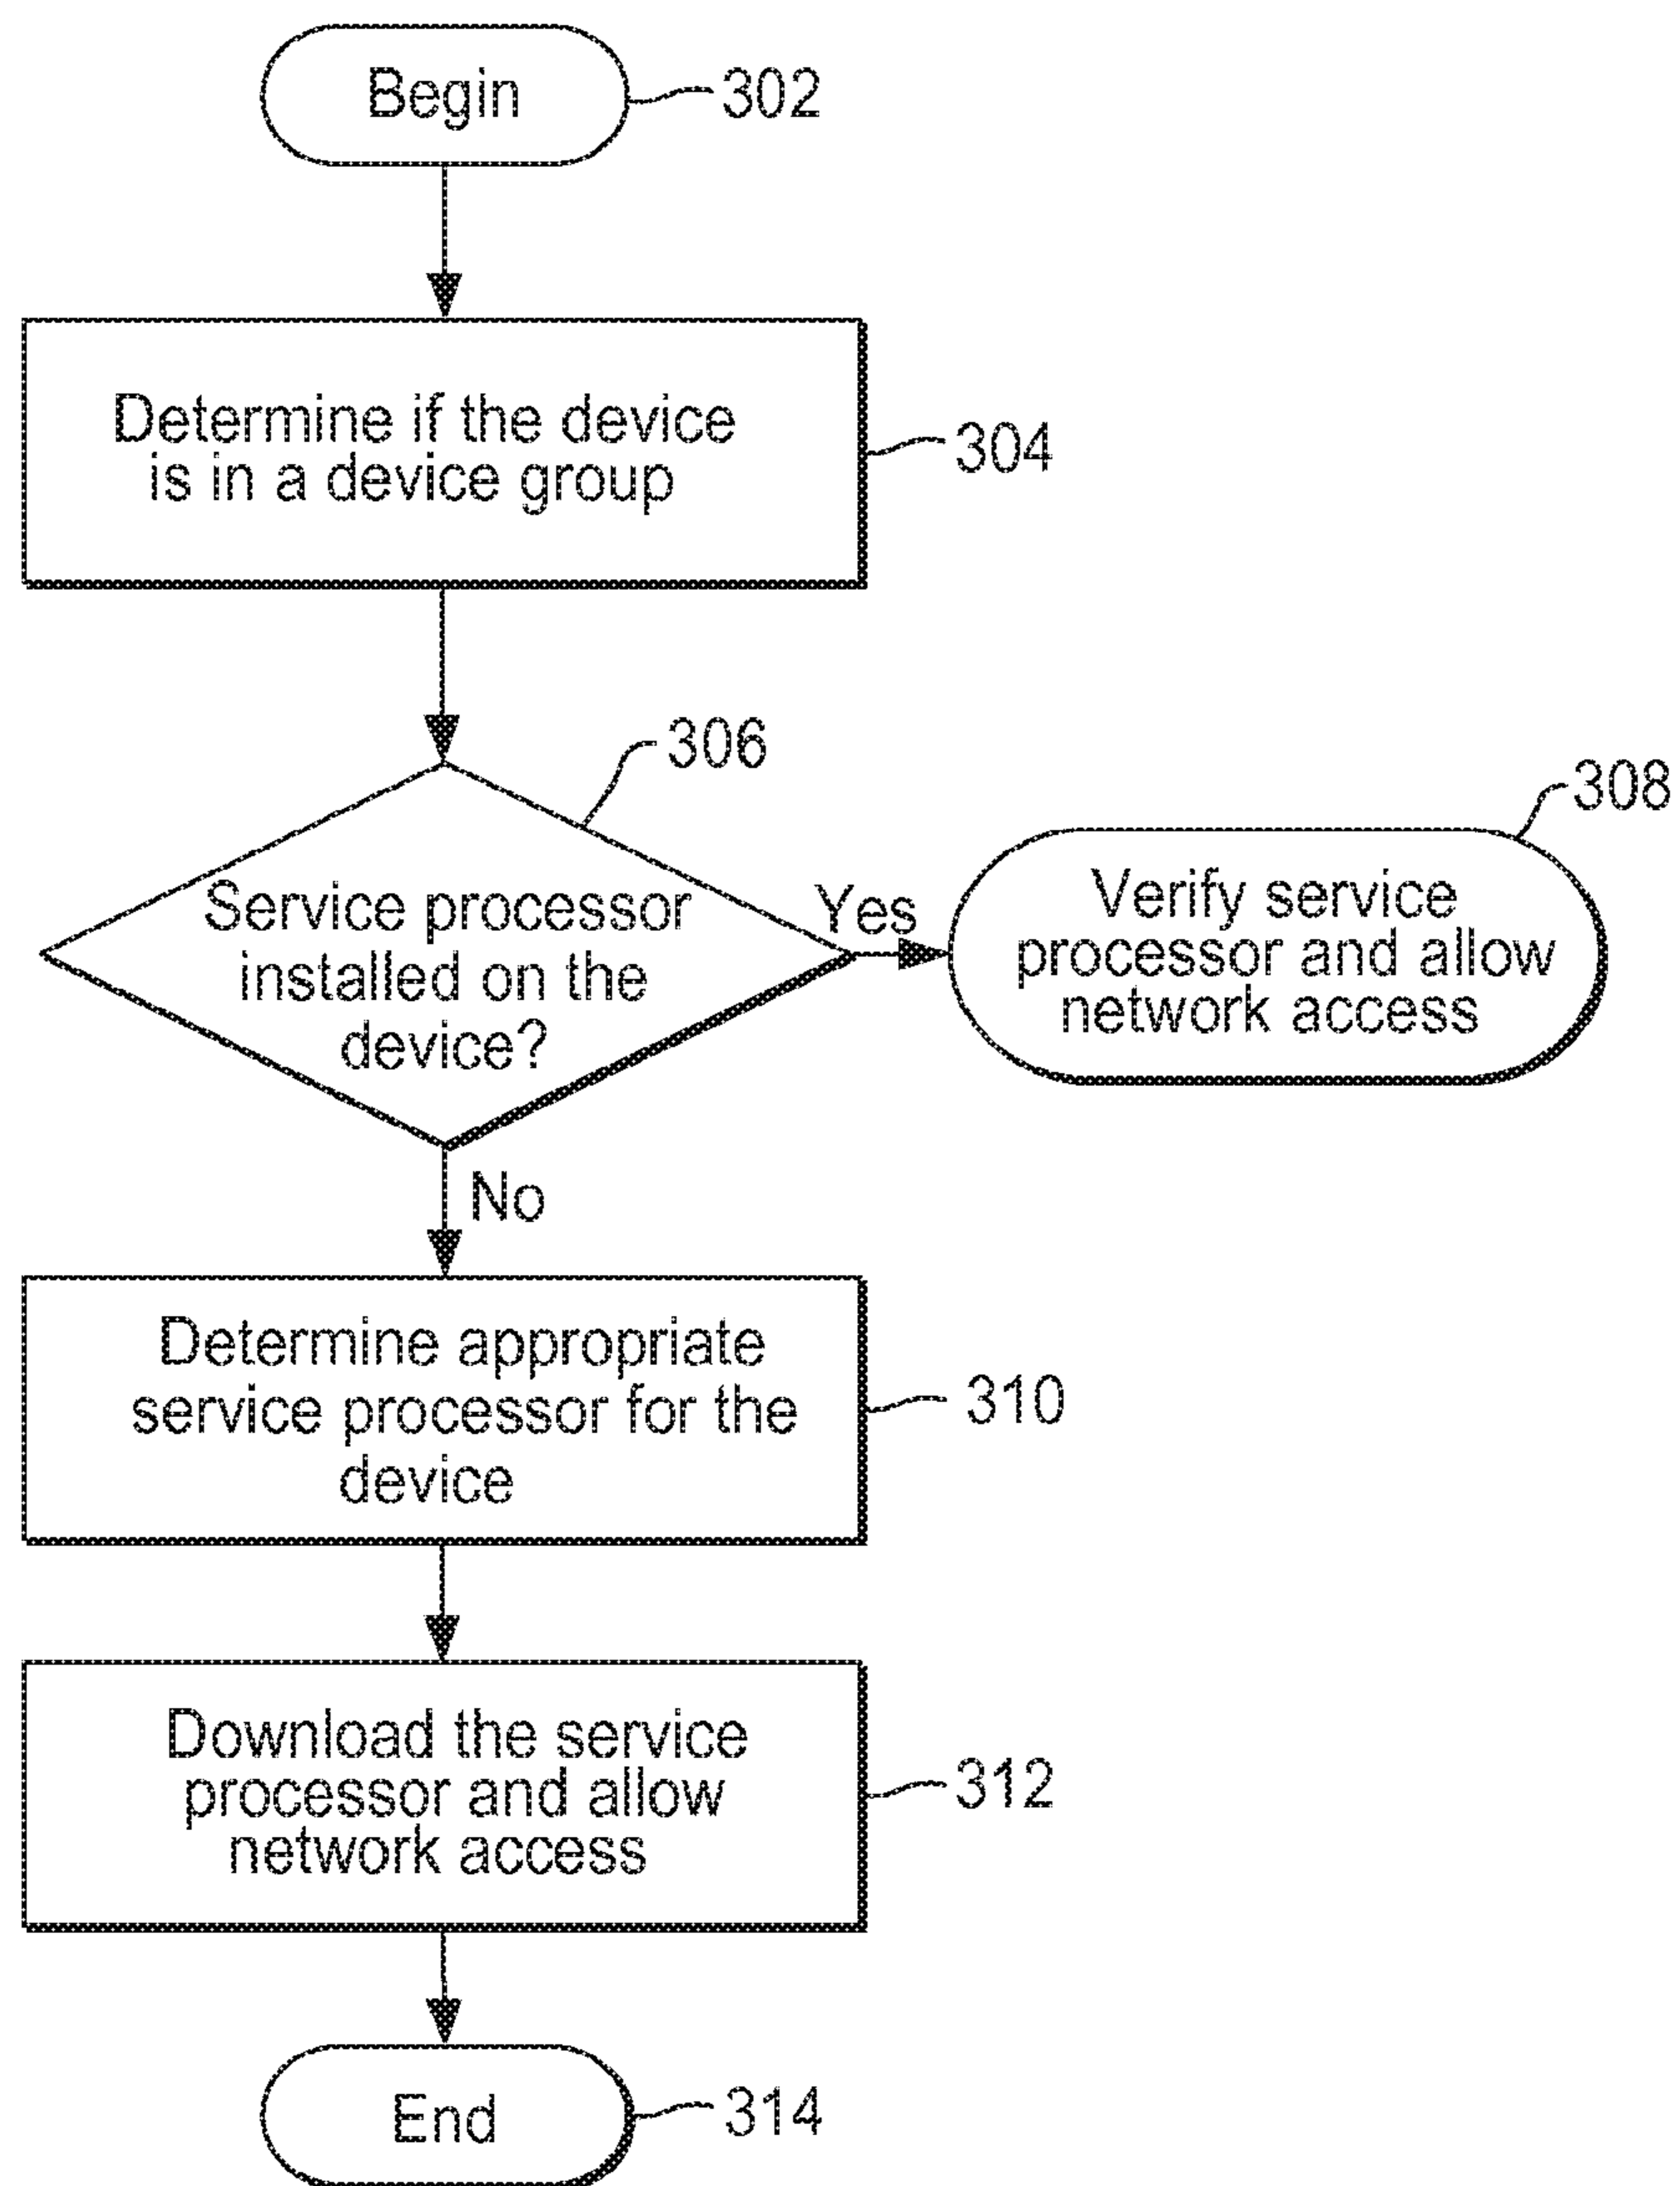 Begin
302
Determine if the device
is in a device group
304
306
Service processor
installed on the
device?
Yes
308
Verify service
processor and allow
network access
No
Determine appropriate
service processor for the
device
310
Download the service
processor and allow
network access
312
End
314